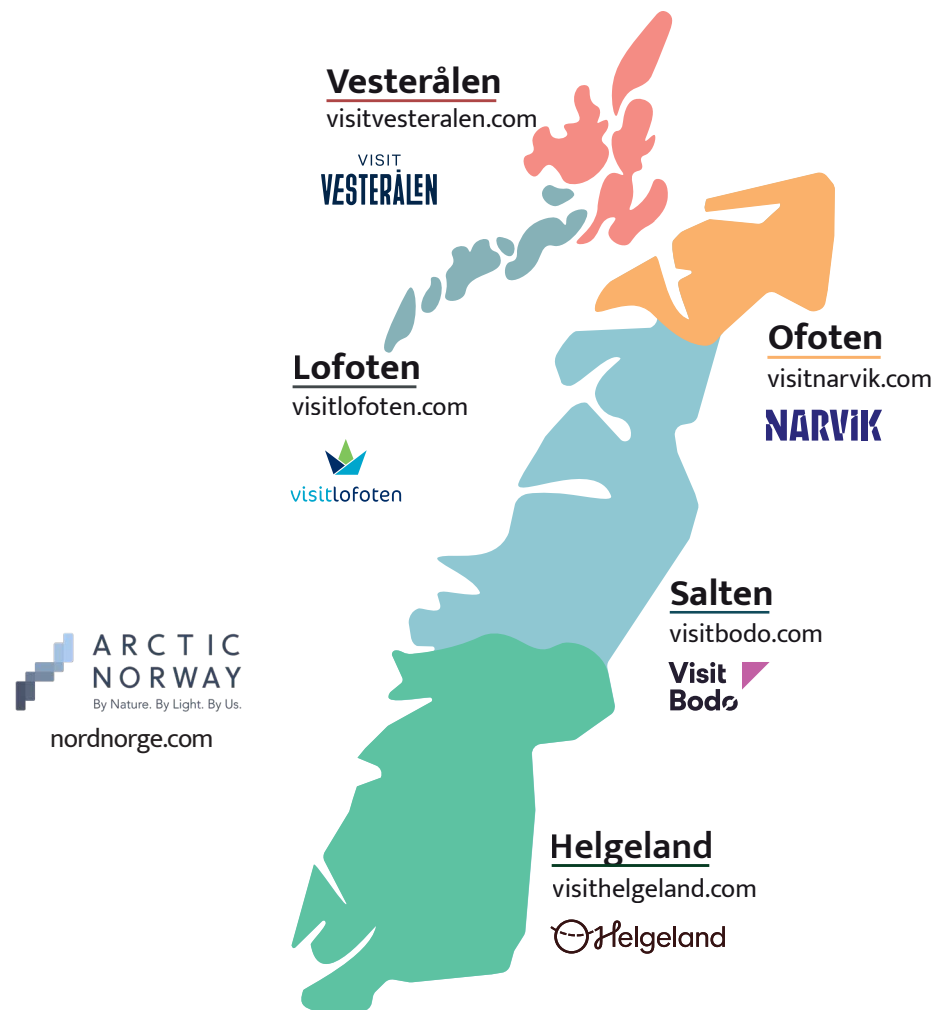 Vesterålen
visitvesteralen.com
VISIT
VESTERÅLEN
Ofoten
visitnarvik.com
NARVIK
Lofoten
visitlofoten.com
visitlofoten
Salten
visitbodo.com
Visit
Bodo
ARCTIC
NORWAY
By Nature. By Light. By Us.
nordnorge.com
Helgeland
visithelgeland.com
Helgeland